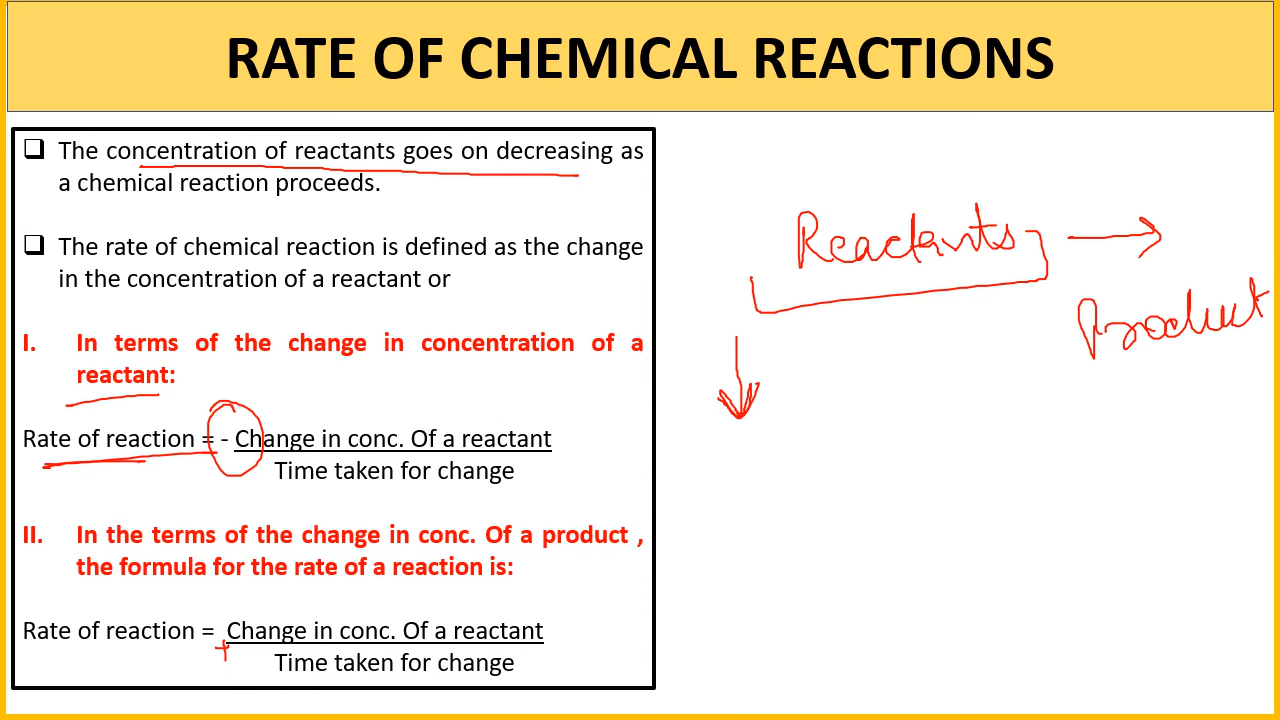 RATE OF CHEMICAL REACTIONS
The concentration of reactants goes on decreasing as
a chemical reaction proceeds.
The rate of chemical reaction is defined as the change
in the concentration of a reactant or
I. In terms of the change in concentration of a
reactant:
Rate of reaction = - Change in conc. Of a reactant
Time taken for change
II. In the terms of the change in conc. Of a product ,
the formula for the rate of a reaction is:
Rate of reaction = Change in conc. Of a reactant
+
Time taken for change
Reactants →
Product